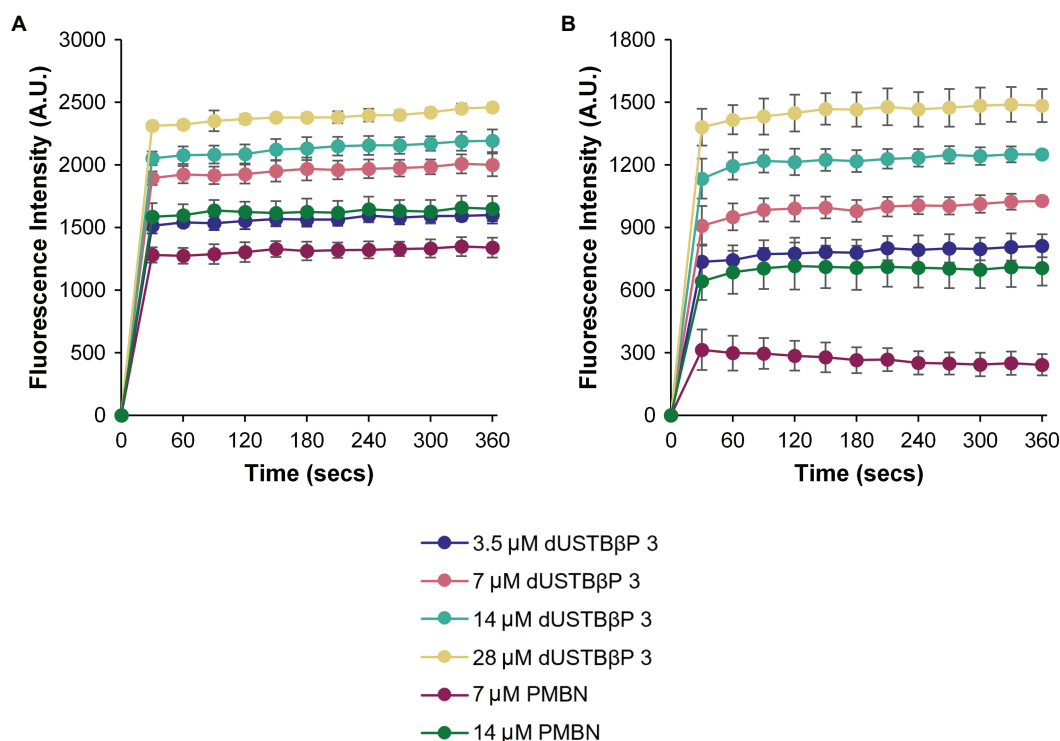 A
Fluorescence Intensity (A.U.)
3000
2500
2000
1500
1000
500
0
0 60 120 180 240 300 360
Time (secs)
B
Fluorescence Intensity (A.U.)
1800
1500
1200
900
600
300
0
0 60 120 180 240 300 360
Time (secs)
3.5 µM dUSTBβP 3
7 µM dUSTBβP 3
14 µM dUSTBβP 3
28 µM dUSTBβP 3
7 µM PMBN
14 µM PMBN